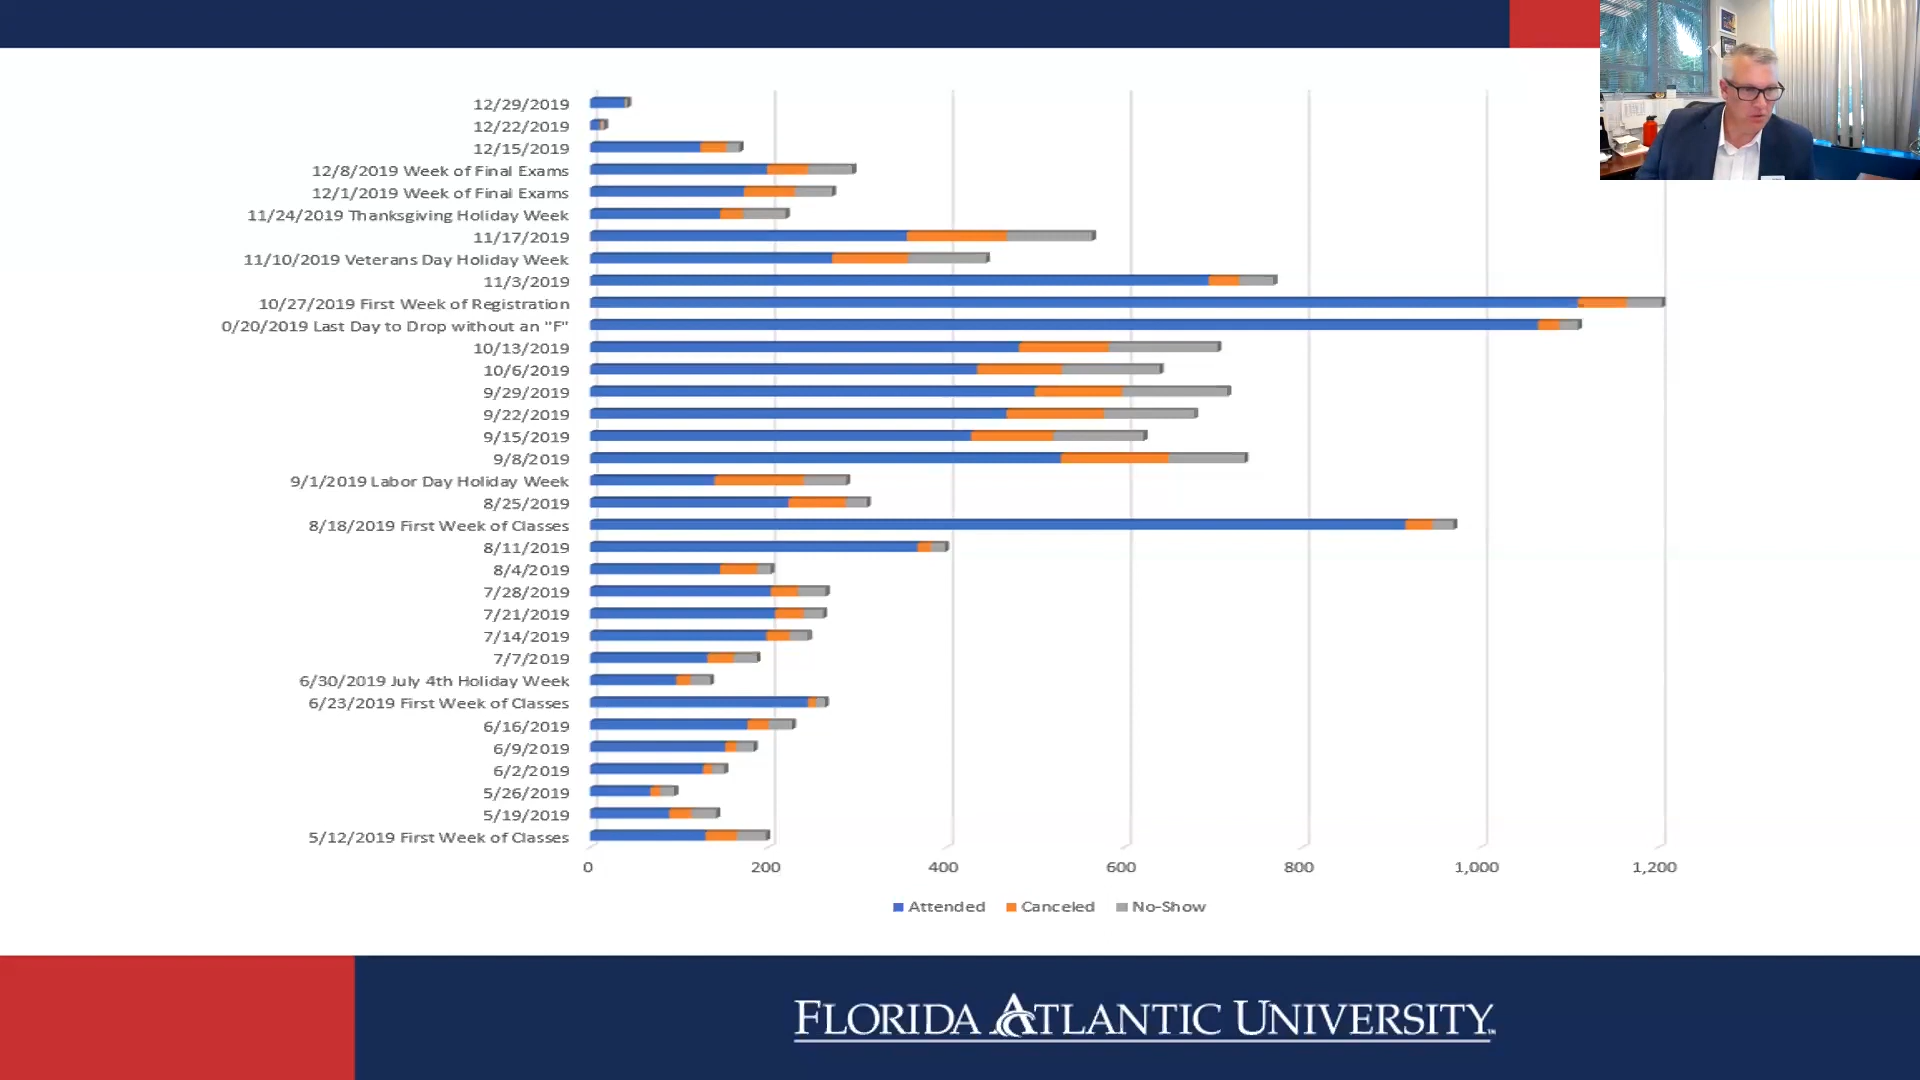 12/29/2019
12/22/2019
12/15/2019
12/8/2019 Week of Final Exams
12/1/2019 Week of Final Exams
11/24/2019 Thanksgiving Holiday Week
11/17/2019
11/10/2019 Veterans Day Holiday Week
11/3/2019
10/27/2019 First Week of Registration
0/20/2019 Last Day to Drop without an "F"
10/13/2019
10/6/2019
9/29/2019
9/22/2019
9/15/2019
9/8/2019
9/1/2019 Labor Day Holiday Week
8/25/2019
8/18/2019 First Week of Classes
8/11/2019
8/4/2019
7/28/2019
7/21/2019
7/14/2019
7/7/2019
6/30/2019 July 4th Holiday Week
6/23/2019 First Week of Classes
6/16/2019
6/9/2019
6/2/2019
5/26/2019
5/19/2019
5/12/2019 First Week of Classes
0 200 400 600 800 1,000 1,200
Attended Canceled No-Show
FLORIDA ATLANTIC UNIVERSITY™